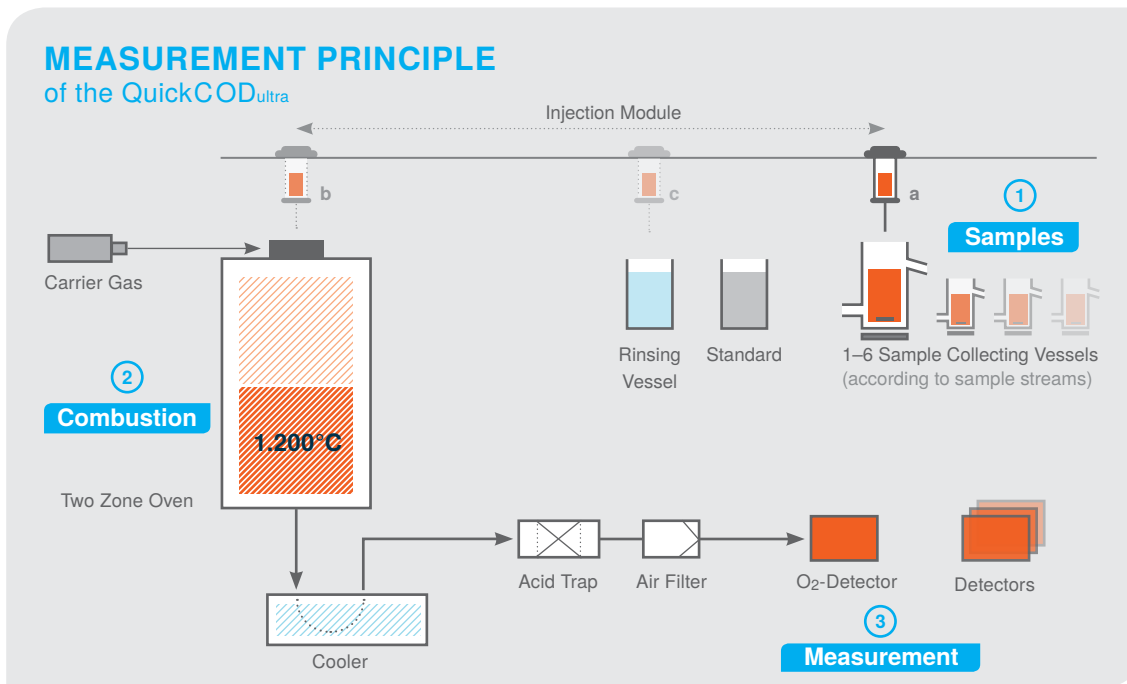 MEASUREMENT PRINCIPLE
of the QuickCODultra
Injection Module
b
c
a
1
Samples
Carrier Gas
Rinsing
Vessel
Standard
1–6 Sample Collecting Vessels
(according to sample streams)
2
Combustion
1.200°C
Two Zone Oven
Acid Trap
Air Filter
O2-Detector
Detectors
3
Measurement
Cooler